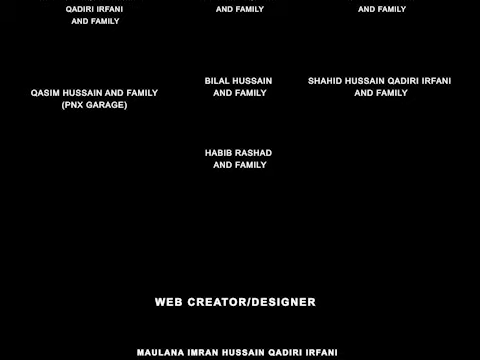 QADIRI IRFANI
AND FAMILY
AND FAMILY
AND FAMILY
QASIM HUSSAIN AND FAMILY
(PNX GARAGE)
BILAL HUSSAIN
AND FAMILY
SHAHID HUSSAIN QADIRI IRFANI
AND FAMILY
HABIB RASHAD
AND FAMILY
WEB CREATOR/DESIGNER
MAULANA IMRAN HUSSAIN QADIRI IRFANI